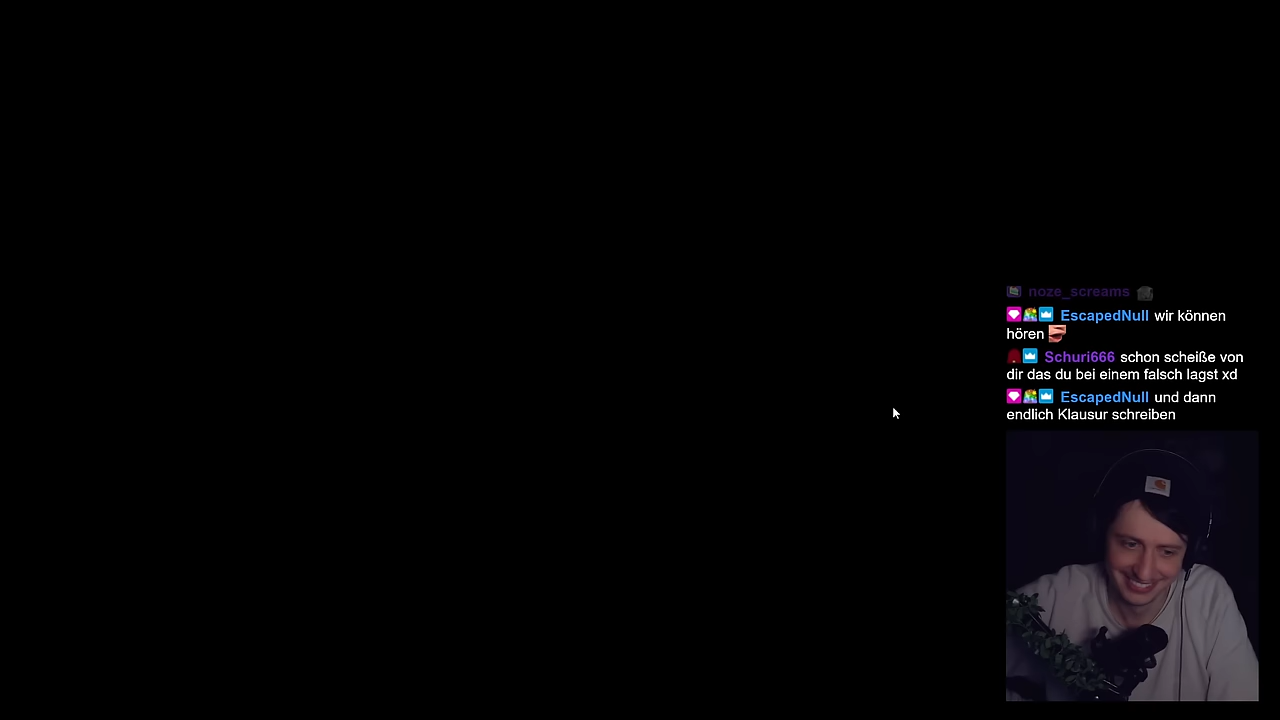 noze_screams
EscapedNull wir können
hören
Schuri666 schon scheiße von
dir das du bei einem falsch lagst xd
EscapedNull und dann
endlich Klausur schreiben